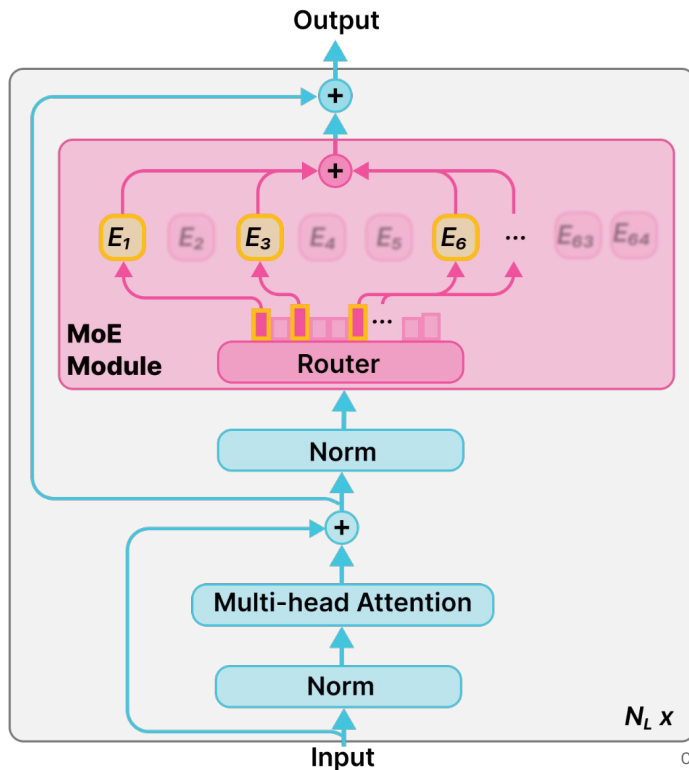 Output
+
+
E1 E2 E3 E4 E5 E6 ... E63 E64
...
MoE
Module
Router
Norm
+
Multi-head Attention
Norm
NL x
Input